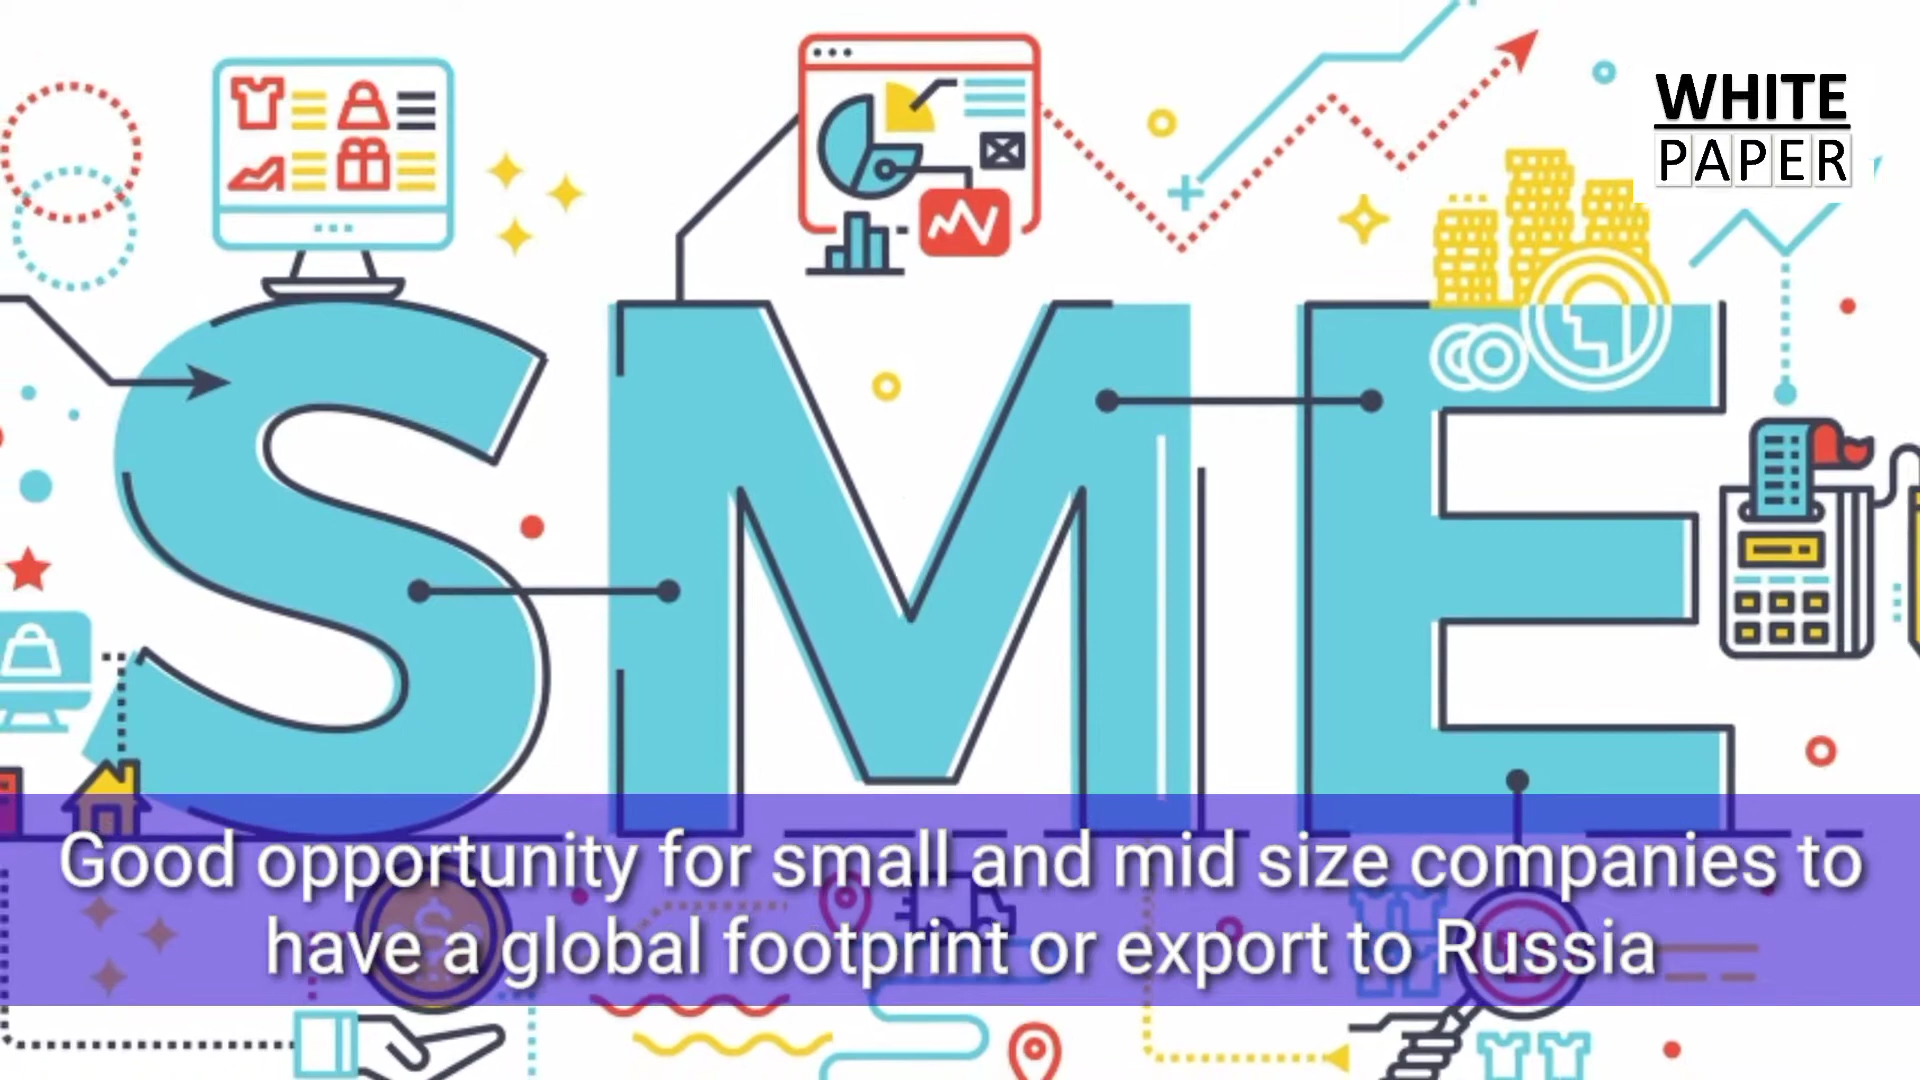 WHITE
PAPER
SME
Good opportunity for small and mid size companies to
have a global footprint or export to Russia